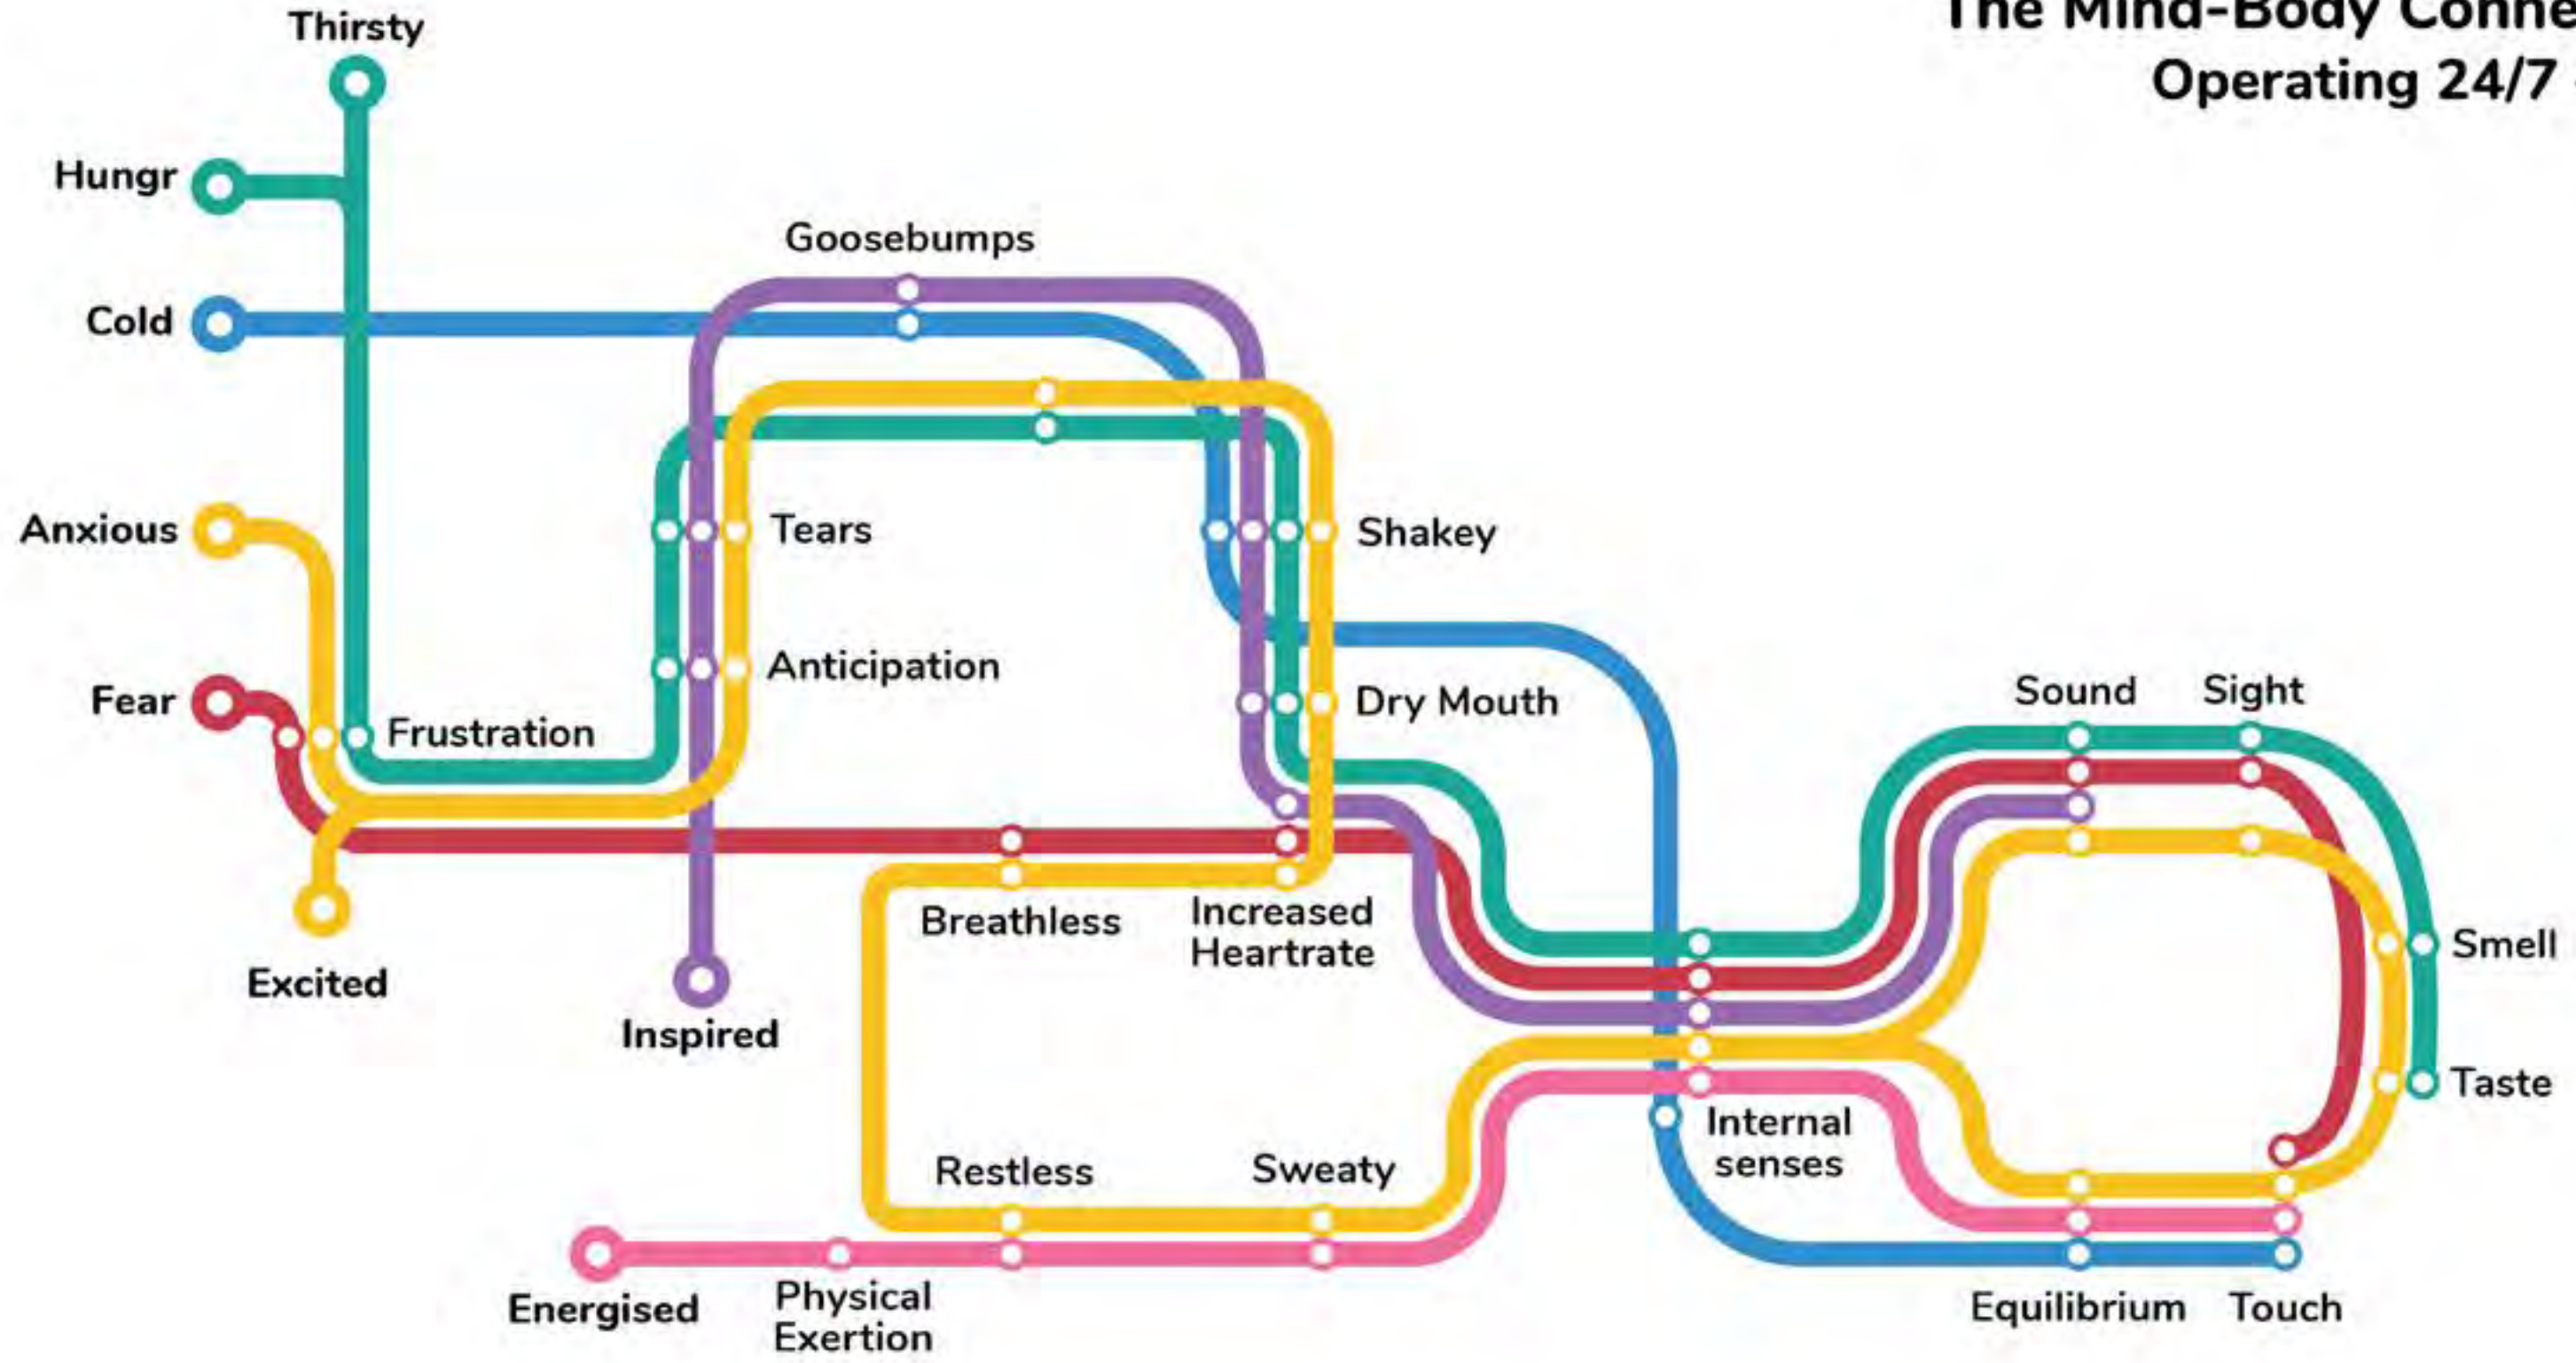 The Mind-Body Conne
Operating 24/7
Thirsty
Hungr
Goosebumps
Cold
Anxious
Tears
Shakey
Anticipation
Fear
Frustration
Dry Mouth
Sound
Sight
Breathless
Increased
Heartrate
Smell
Excited
Inspired
Taste
Internal
senses
Restless
Sweaty
Energised
Physical
Exertion
Equilibrium
Touch